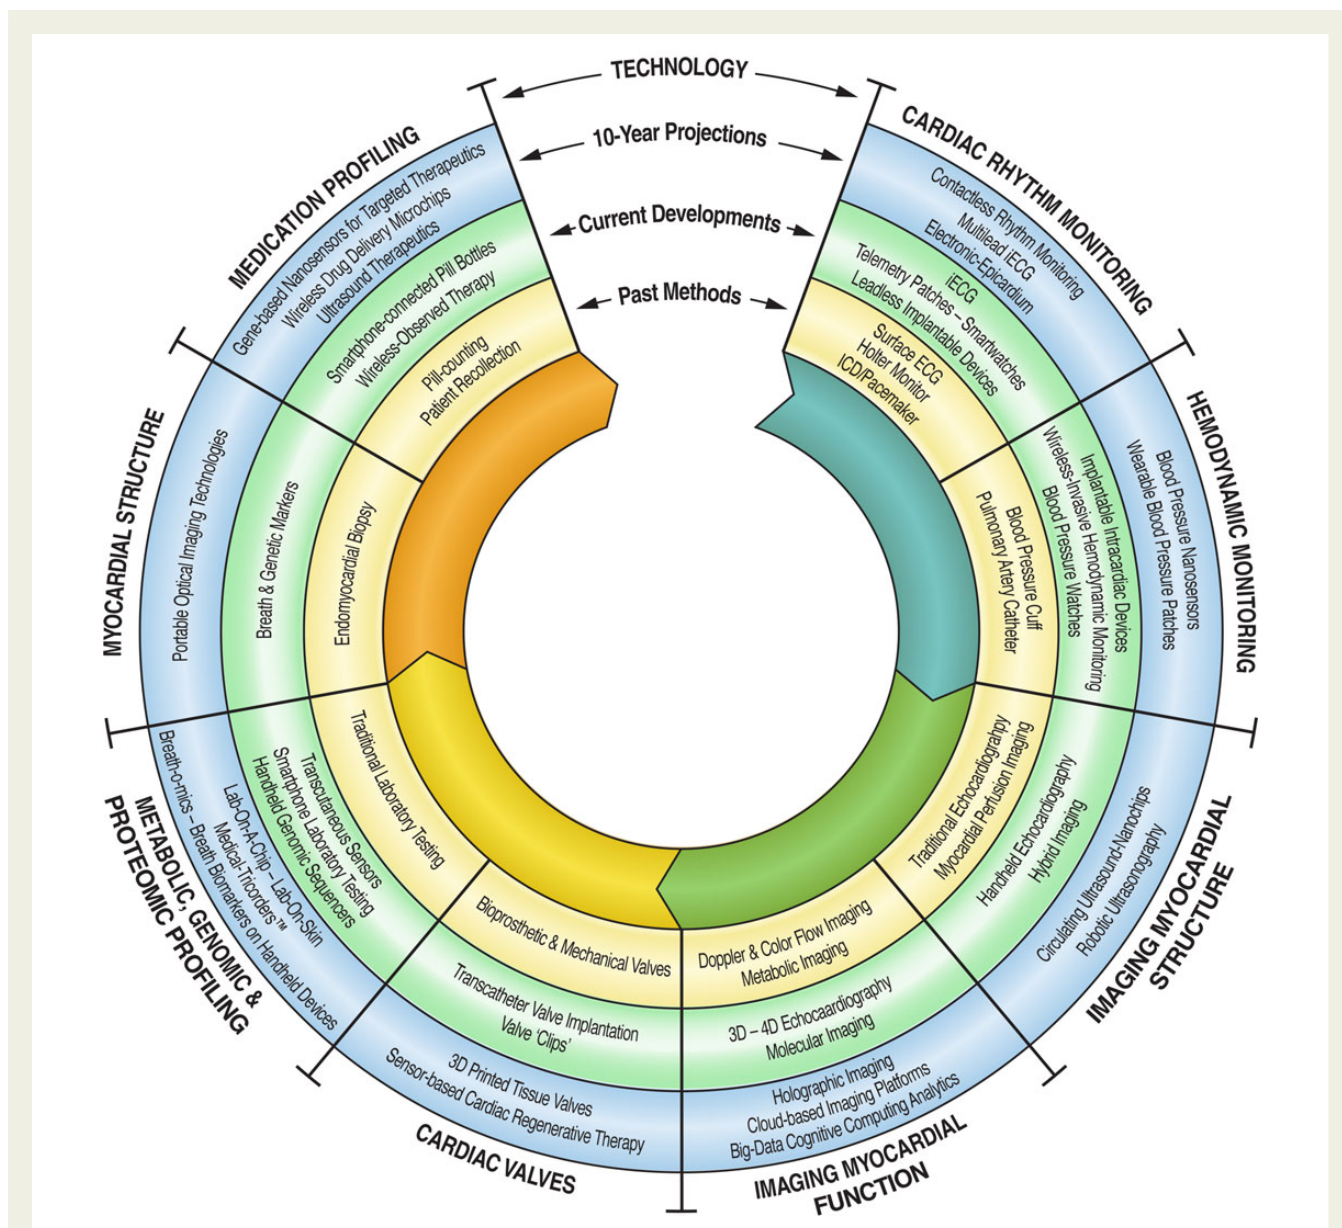 TECHNOLOGY
10-Year Projections
Current Developments
Past Methods
CARDIAC RHYTHM MONITORING
Contactless Rhythm Monitoring
Multilead iECG
Electronic-Epicardium
iECG
Telemetry Patches – Smartwatches
Leadless Implantable Devices
Surface ECG
Holter Monitor
ICD/Pacemaker
HEMODYNAMIC MONITORING
Blood Pressure Nanosensors
Wearable Blood Pressure Patches
Implantable Intracardiac Devices
Wireless-Invasive Hemodynamic Monitoring
Blood Pressure Watches
Blood Pressure Cuff
Pulmonary Artery Catheter
IMAGING MYOCARDIAL
STRUCTURE
Circulating Ultrasound-Nanochips
Robotic Ultrasonography
Handheld Echocardiography
Hybrid Imaging
Traditional Echocardiograhpy
Myocardial Perfusion Imaging
IMAGING MYOCARDIAL
FUNCTION
Holographic Imaging
Cloud-based Imaging Platforms
Big-Data Cognitive Computing Analytics
3D – 4D Echocaardiography
Molecular Imaging
Doppler & Color Flow Imaging
Metabolic Imaging
CARDIAC VALVES
3D Printed Tissue Valves
Sensor-based Cardiac Regenerative Therapy
Transcatheter Valve Implantation
Valve ‘Clips’
Bioprosthetic & Mechanical Valves
METABOLIC, GENOMIC &
PROTEOMIC PROFILING
Lab-On-A-Chip – Lab-On-Skin
Medical-Tricorders™
Breath-o-mics – Breath Biomarkers on Handheld Devices
Transcutaneous Sensors
Smartphone Laboratory Testing
Handheld Genomic Sequencers
Traditional Laboratory Testing
MYOCARDIAL STRUCTURE
Portable Optical Imaging Technologies
Breath & Genetic Markers
Endomyocardial Biopsy
MEDICATION PROFILING
Gene-based Nanosensors for Targeted Therapeutics
Wireless Drug Delivery Microchips
Ultrasound Therapeutics
Smartphone-connected Pill Bottles
Wireless-Observed Therapy
Pill-counting
Patient Recollection